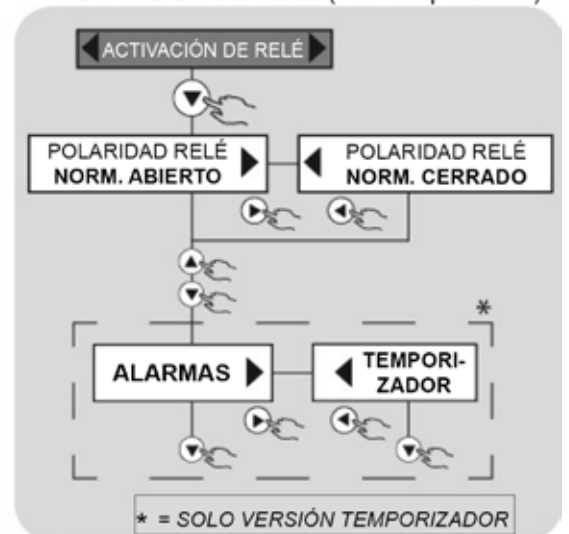 ACTIVACIÓN DE RELÉ
POLARIDAD RELÉ
NORM. ABIERTO
POLARIDAD RELÉ
NORM. CERRADO
*
ALARMAS
TEMPORI-
ZADOR
* = SOLO VERSIÓN TEMPORIZADOR